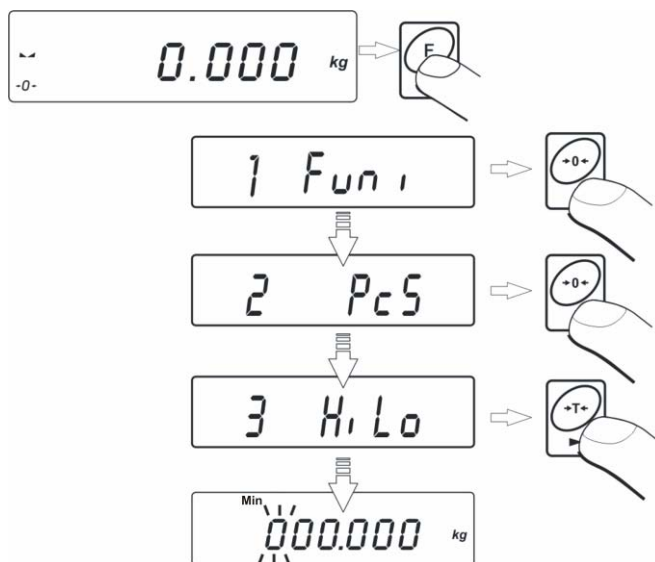 0.000 kg
-0-
F
1 Funi
→0←
2 PcS
→0←
3 HiLo
→T←
Min
000.000 kg